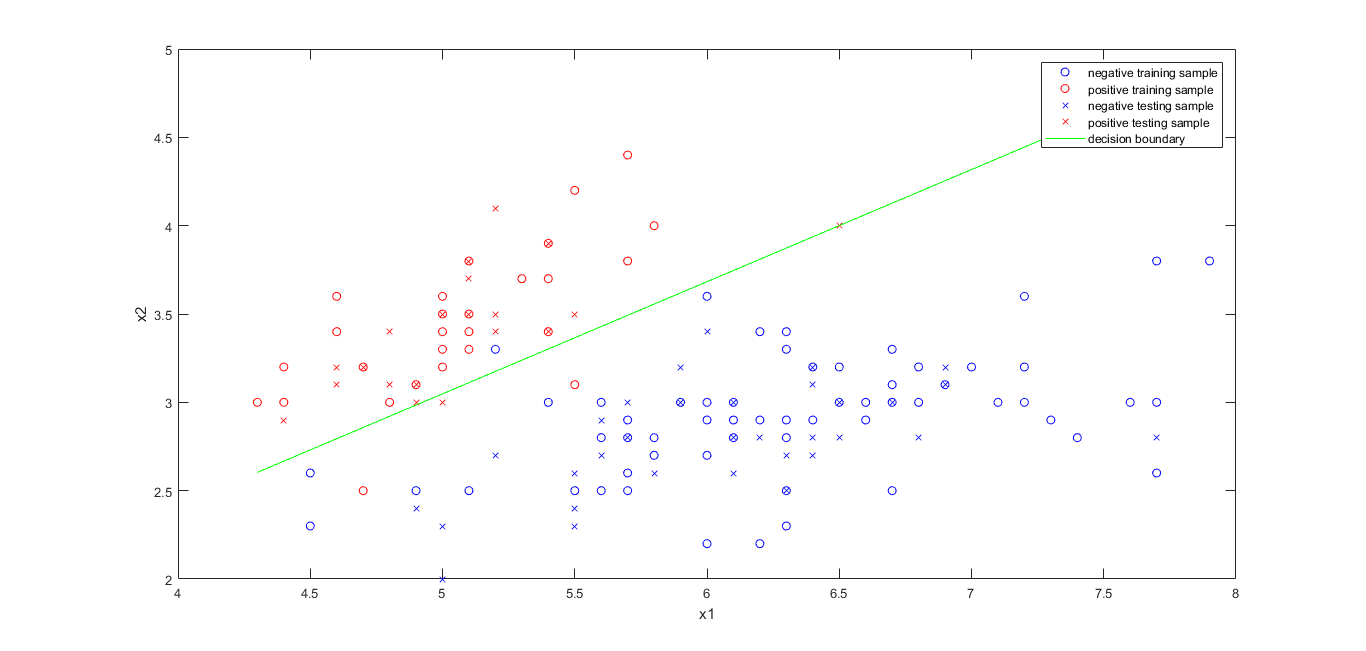 5
4.5
4
3.5
3
2.5
2
x2
negative training sample
positive training sample
negative testing sample
positive testing sample
decision boundary
4 4.5 5 5.5 6 6.5 7 7.5 8
x1